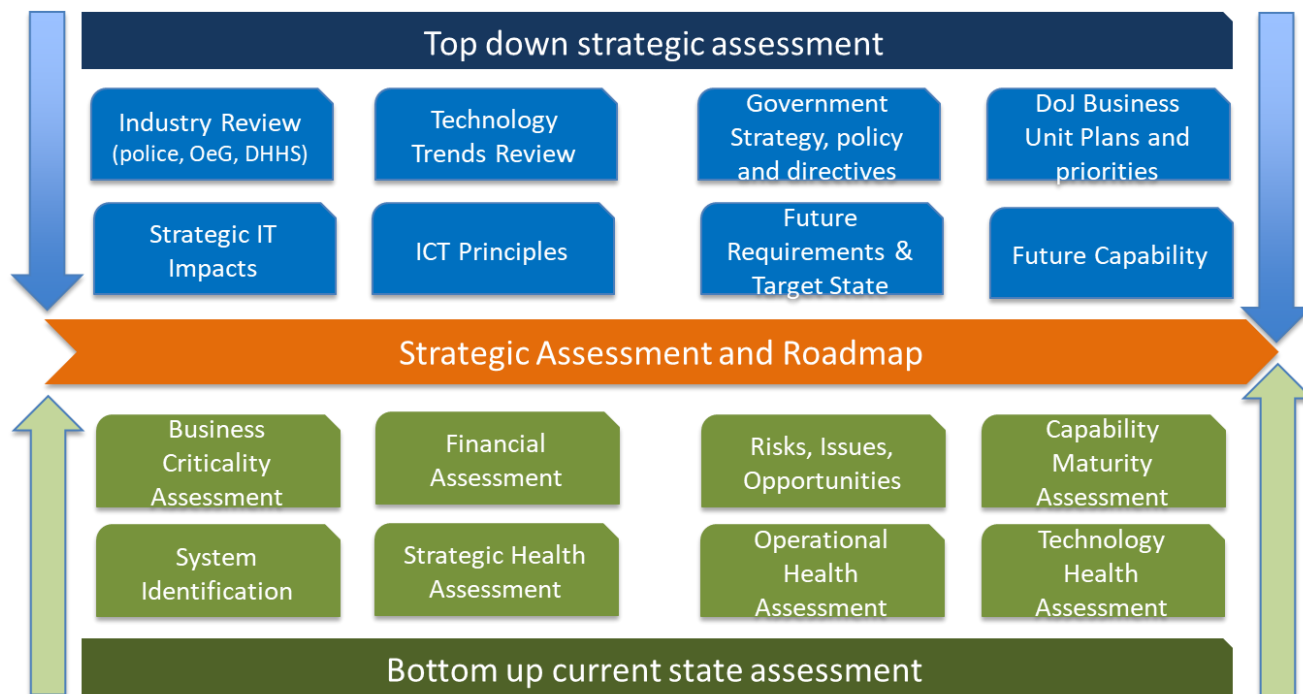 Top down strategic assessment
Industry Review
(police, OeG, DHHS)
Technology
Trends Review
Government
Strategy, policy
and directives
DoJ Business
Unit Plans and
priorities
Strategic IT
Impacts
ICT Principles
Future
Requirements &
Target State
Future Capability
Strategic Assessment and Roadmap
Business
Criticality
Assessment
Financial
Assessment
Risks, Issues,
Opportunities
Capability
Maturity
Assessment
System
Identification
Strategic Health
Assessment
Operational
Health
Assessment
Technology
Health
Assessment
Bottom up current state assessment